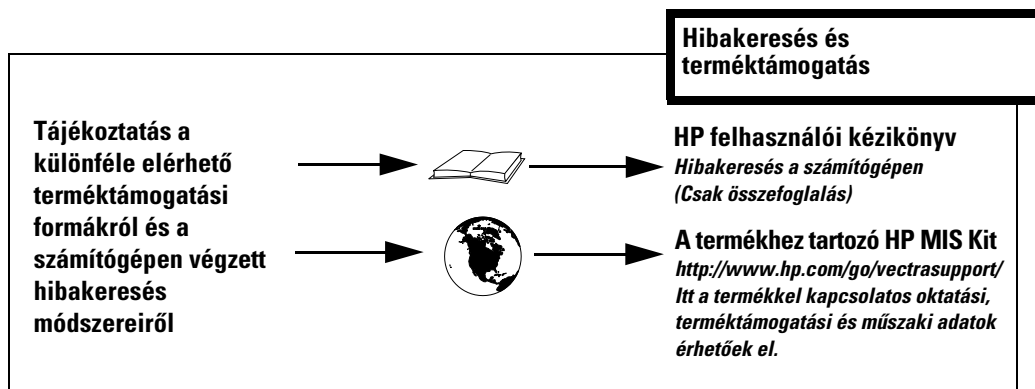 Hibakeresés és
terméktámogatás
Tájékoztatás a
különféle elérhető
terméktámogatási
formákról és a
számítógépen végzett
hibakeresés
módszereiről
HP felhasználói kézikönyv
Hibakeresés a számítógépen
(Csak összefoglalás)
A termékhez tartozó HP MIS Kit
http://www.hp.com/go/vectrasupport/
Itt a termékkel kapcsolatos oktatási,
terméktámogatási és műszaki adatok
érhetőek el.